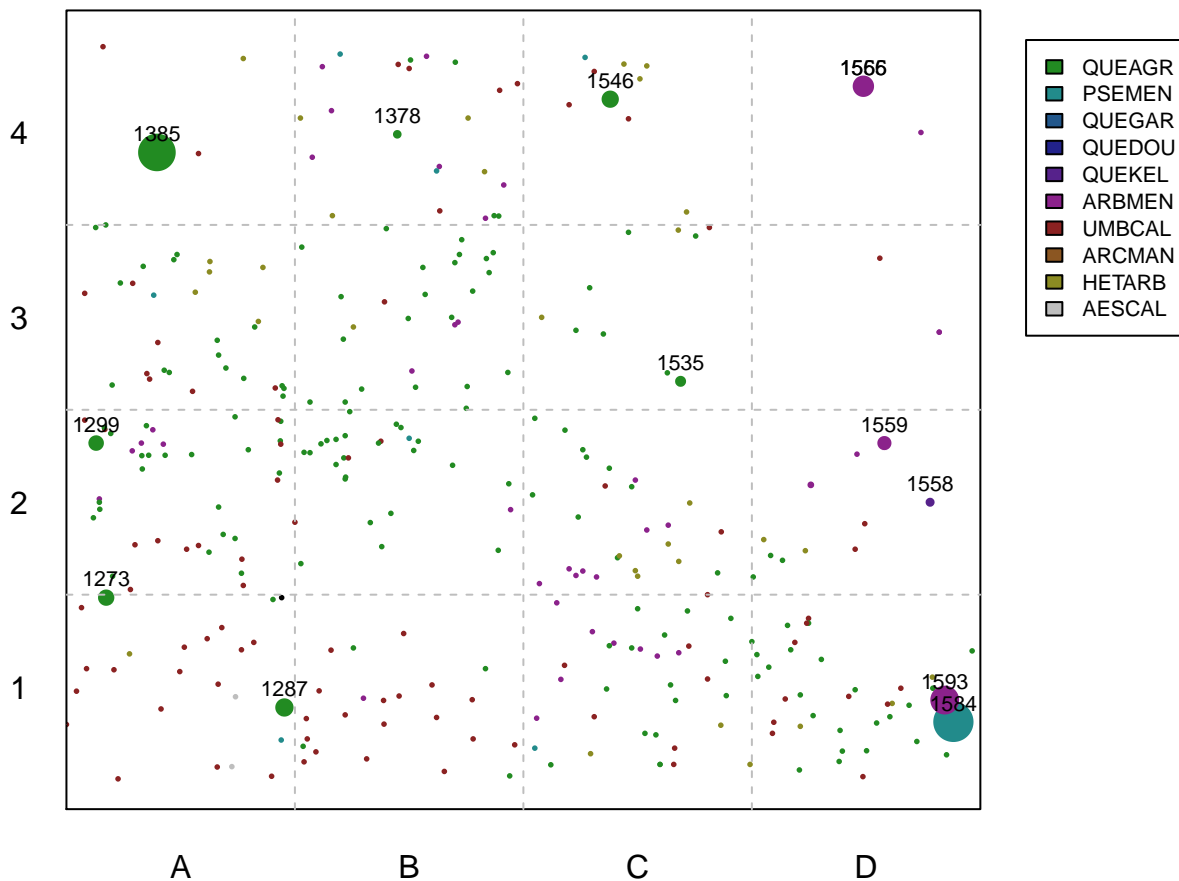 1566
1546
1378
1385
4
1535
3
1299
1559
1558
2
1273
1593
1287
1584
1
A B C D
QUEAGR
PSEMEN
QUEGAR
QUEDOU
QUEKEL
ARBMEN
UMBCAL
ARCMAN
HETARB
AESCAL